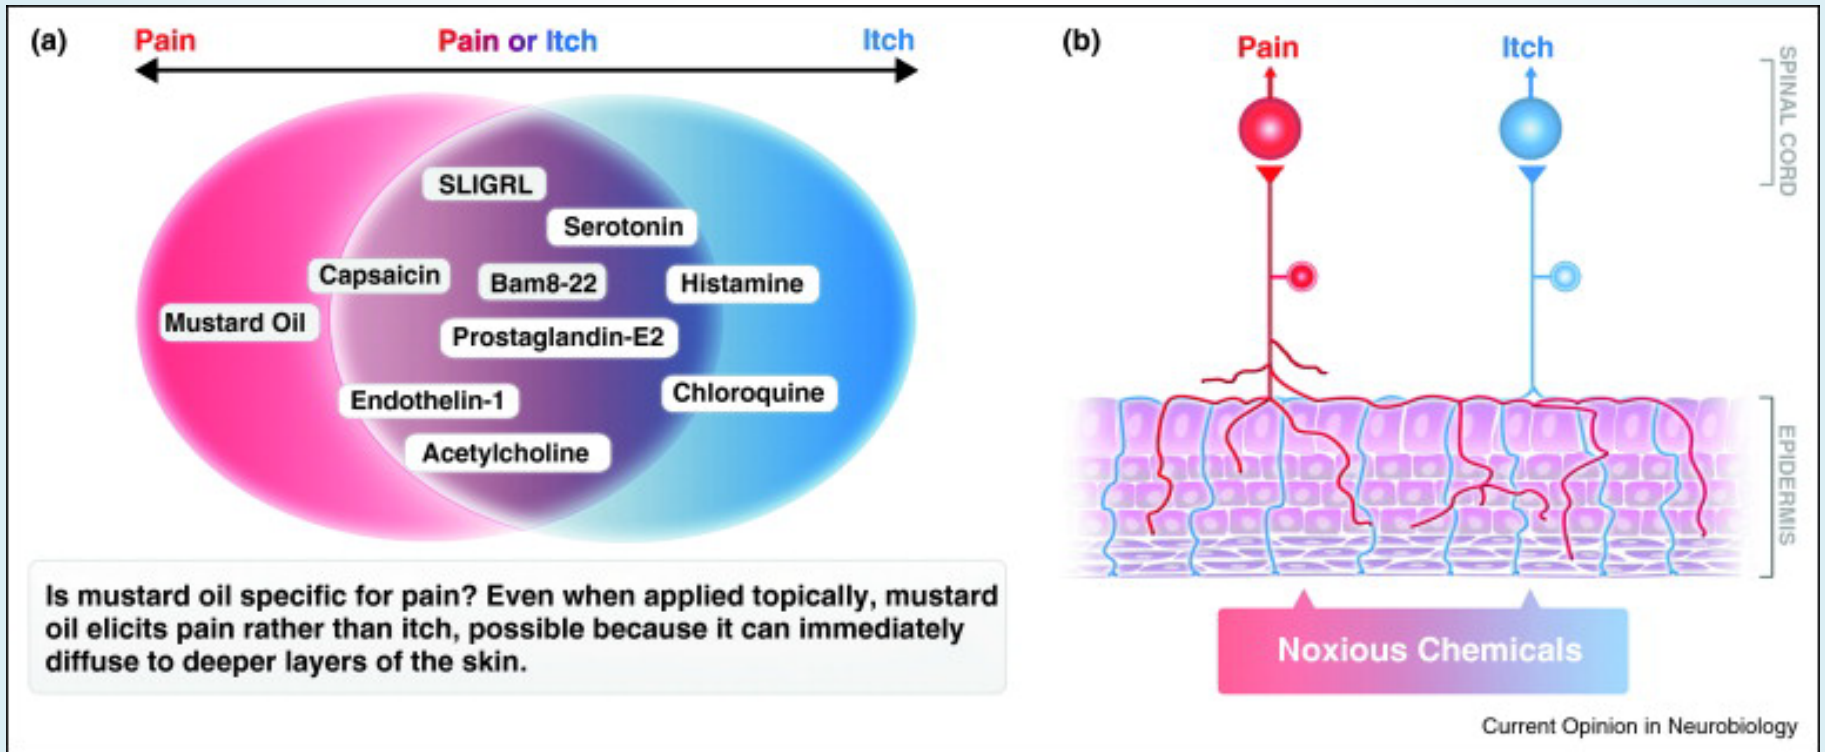 (a)
Pain
Pain or Itch
Itch
SLIGRL
Serotonin
Capsaicin
Bam8-22
Histamine
Mustard Oil
Prostaglandin-E2
Endothelin-1
Chloroquine
Acetylcholine
Is mustard oil specific for pain? Even when applied topically, mustard
oil elicits pain rather than itch, possible because it can immediately
diffuse to deeper layers of the skin.
(b)
Pain
Itch
SPINAL CORD
EPIDERMIS
Noxious Chemicals
Current Opinion in Neurobiology